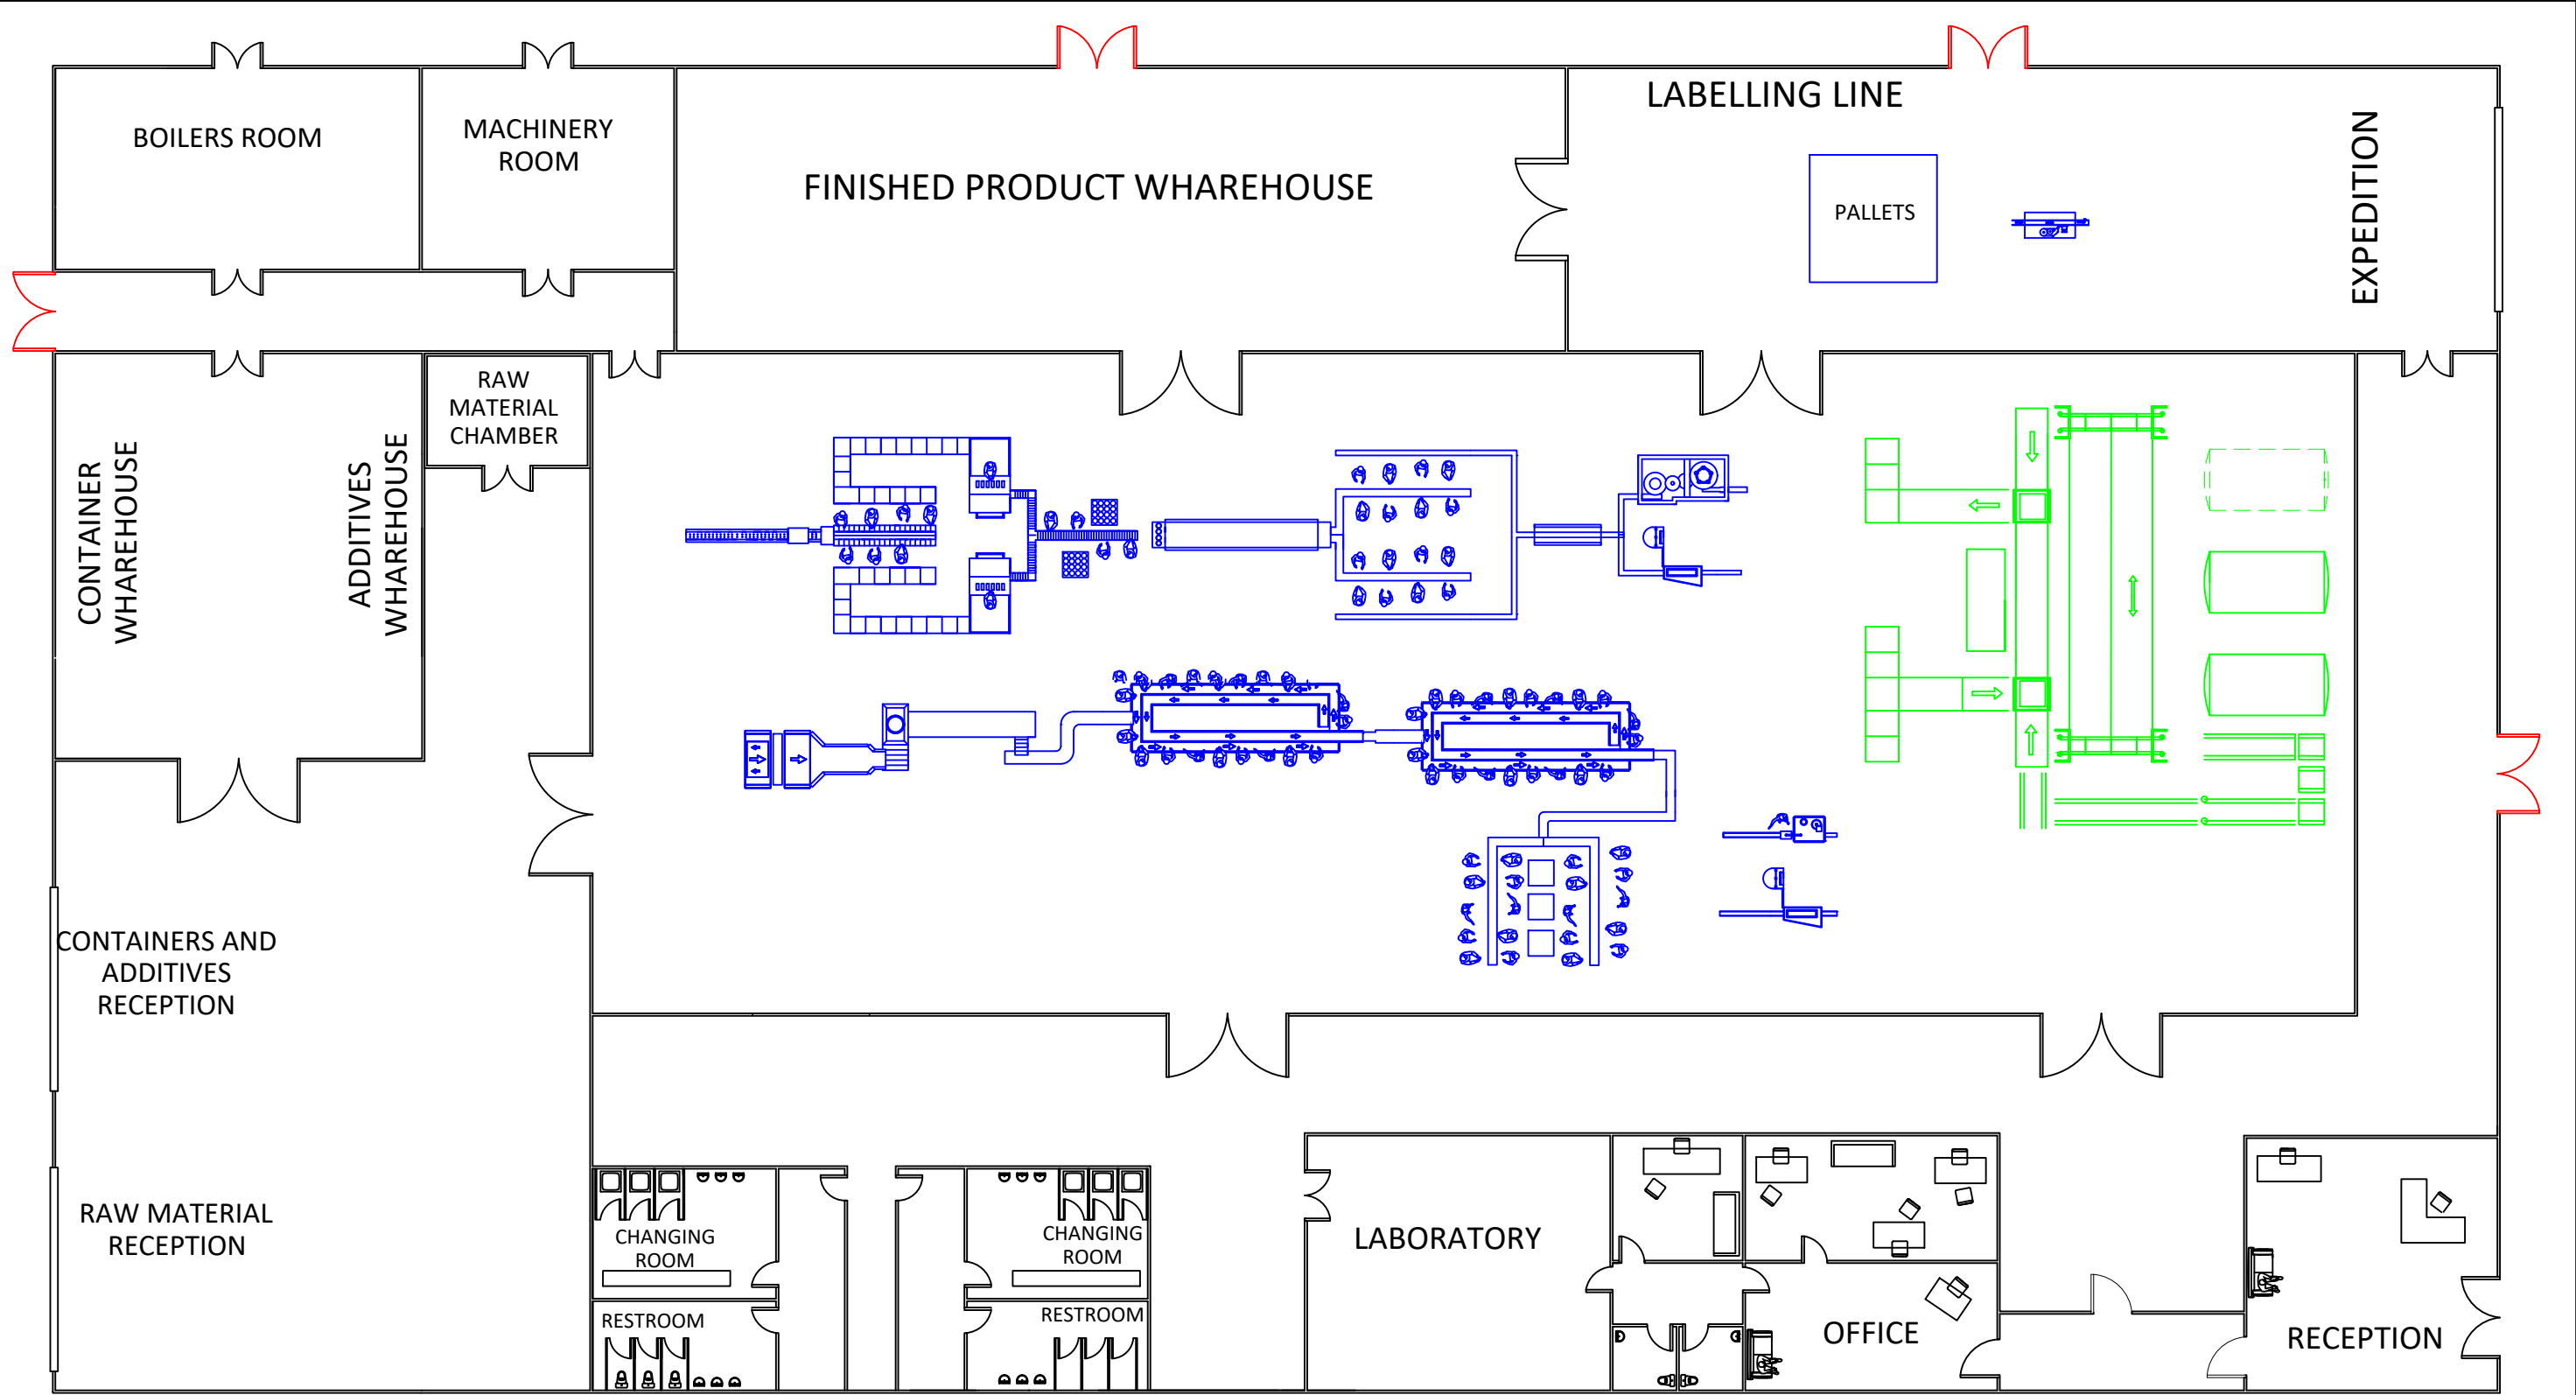 BOILERS ROOM
MACHINERY
ROOM
FINISHED PRODUCT WHAREHOUSE
LABELLING LINE
PALLETS
EXPEDITION
CONTAINER
WHAREHOUSE
ADDITIVES
WHAREHOUSE
RAW
MATERIAL
CHAMBER
CONTAINERS AND
ADDITIVES
RECEPTION
RAW MATERIAL
RECEPTION
CHANGING
ROOM
RESTROOM
CHANGING
ROOM
RESTROOM
LABORATORY
OFFICE
RECEPTION